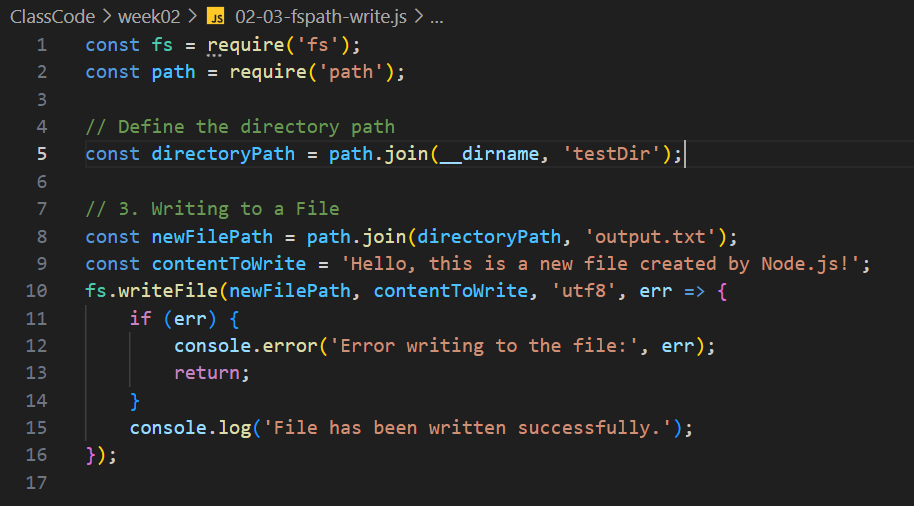 ClassCode > week02 > JS 02-03-fspath-write.js > ...
1 const fs = require('fs');
2 const path = require('path');
3
4 // Define the directory path
5 const directoryPath = path.join(__dirname, 'testDir');
6
7 // 3. Writing to a File
8 const newFilePath = path.join(directoryPath, 'output.txt');
9 const contentToWrite = 'Hello, this is a new file created by Node.js!';
10 fs.writeFile(newFilePath, contentToWrite, 'utf8', err => {
11     if (err) {
12         console.error('Error writing to the file:', err);
13         return;
14     }
15     console.log('File has been written successfully.');
16 });
17